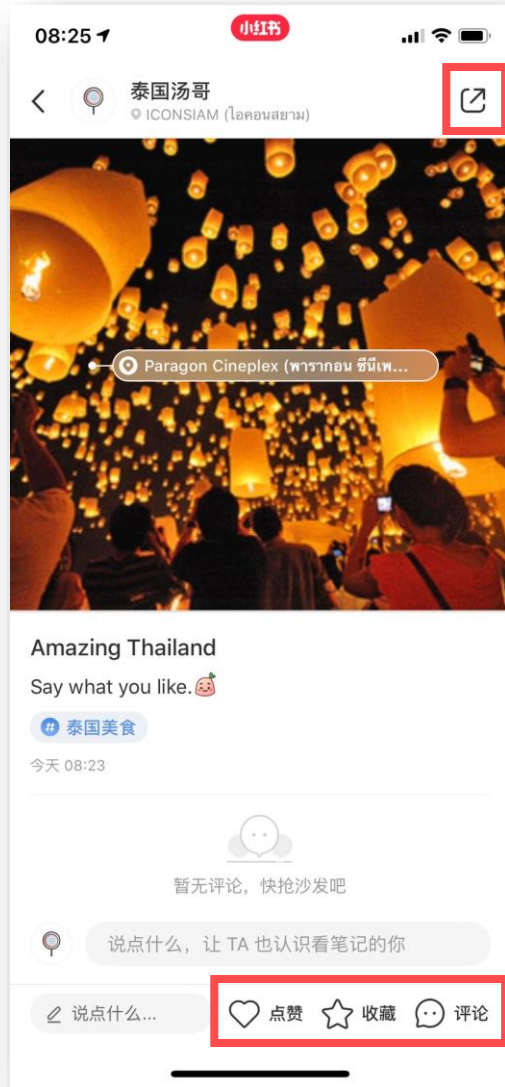 08:25
小红书
泰国汤哥
ICONSIAM (ไอคอนสยาม)
Paragon Cineplex (พารากอน ซีนีเพ...
Amazing Thailand
Say what you like.
# 泰国美食
今天 08:23
暂无评论，快抢沙发吧
说点什么，让 TA 也认识看笔记的你
说点什么...
点赞
收藏
评论